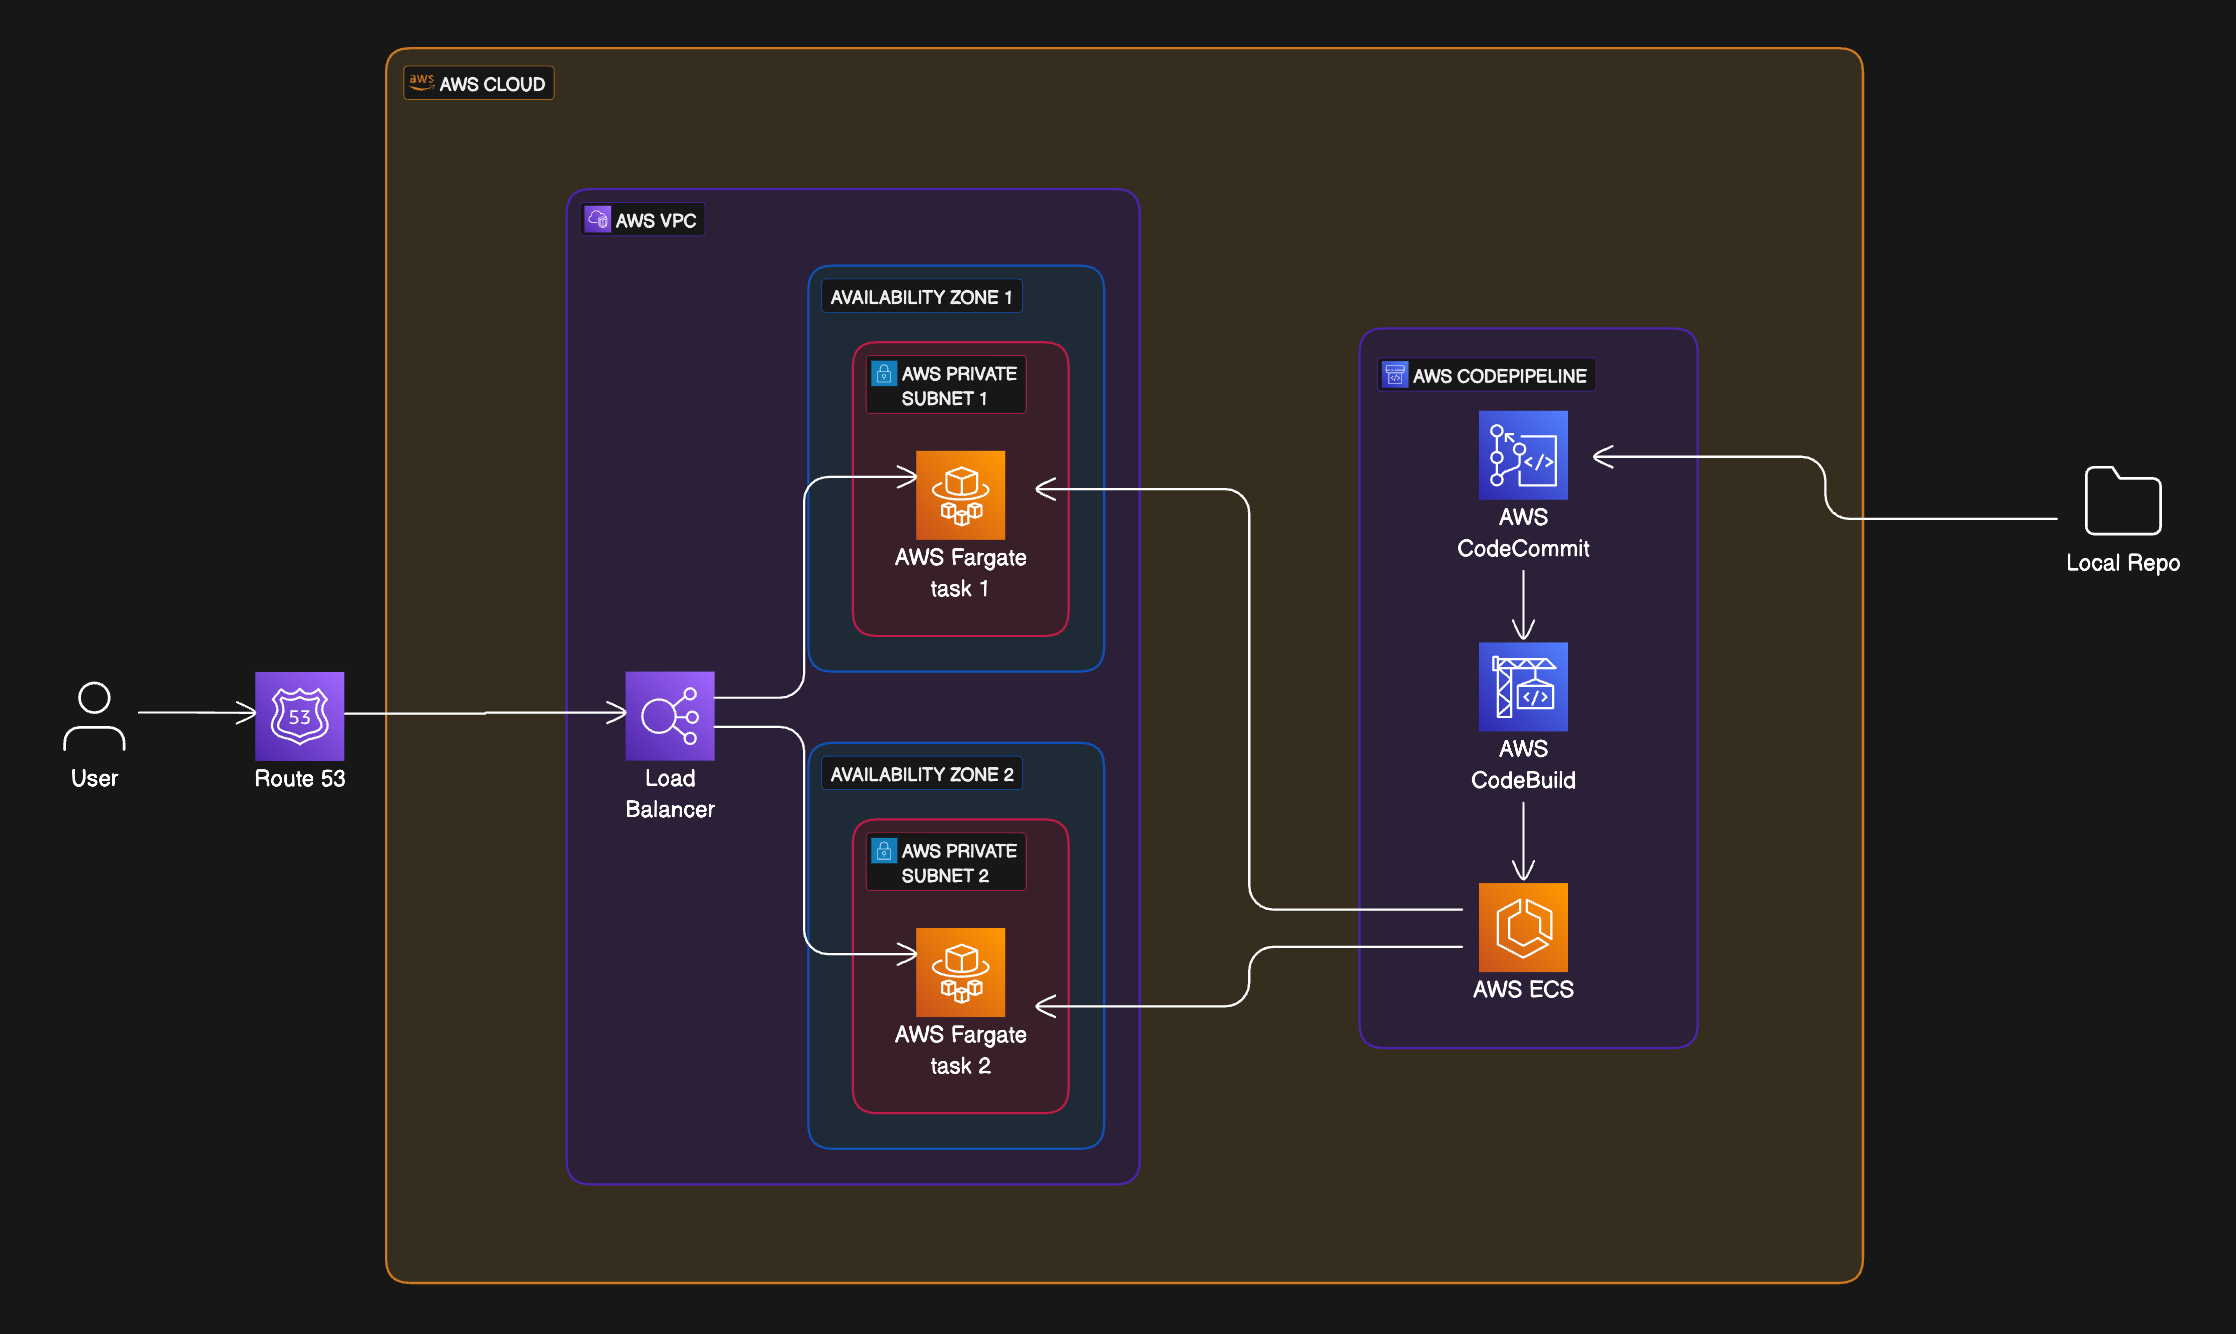 aws AWS CLOUD
AWS VPC
AVAILABILITY ZONE 1
AWS PRIVATE
SUBNET 1
AWS Fargate
task 1
AWS CODEPIPELINE
AWS
CodeCommit
Local Repo
AWS
CodeBuild
AWS ECS
User
53
Route 53
Load
Balancer
AVAILABILITY ZONE 2
AWS PRIVATE
SUBNET 2
AWS Fargate
task 2